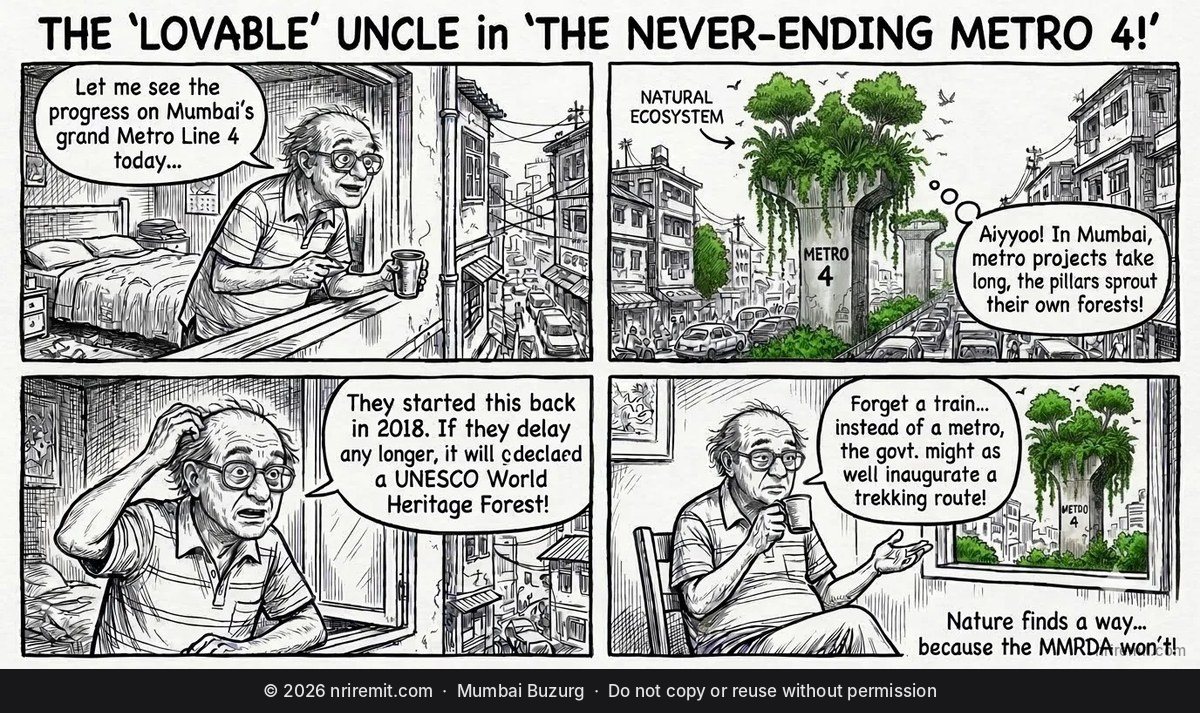 THE 'LOVABLE' UNCLE in 'THE NEVER-ENDING METRO 4!'
Let me see the
progress on Mumbai's
grand Metro Line 4
today...
NATURAL
ECOSYSTEM
METRO
4
Aiyyoo! In Mumbai,
metro projects take
long, the pillars sprout
their own forests!
They started this back
in 2018. If they delay
any longer, it will çdeclaed
a UNESCO World
Heritage Forest!
Forget a train...
instead of a metro,
the govt. might as
well inaugurate a
trekking route!
METDO
4
Nature finds a way...
because the MMRDA won't!
© 2026 nriremit.com · Mumbai Buzurg · Do not copy or reuse without permission